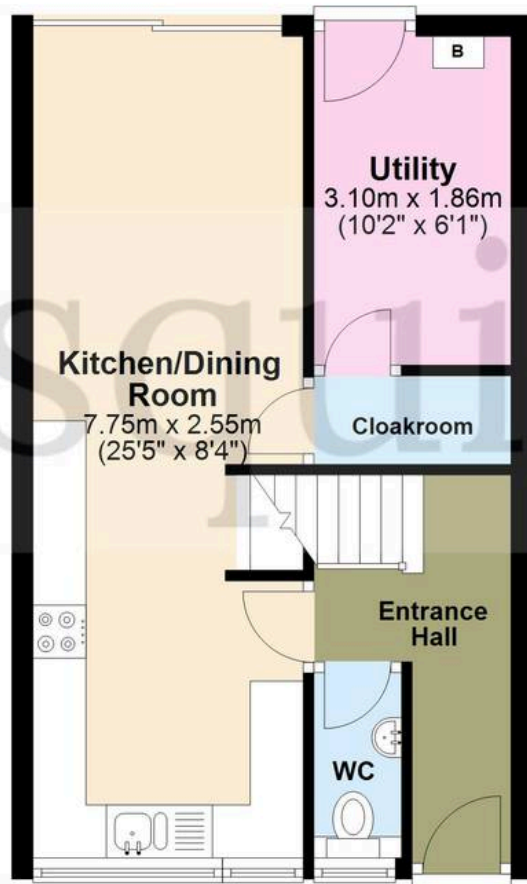 B
Utility
3.10m x 1.86m
(10'2" x 6'1")
squi
Kitchen/Dining
Room
7.75m x 2.55m
(25'5" x 8'4")
Cloakroom
Entrance
Hall
WC